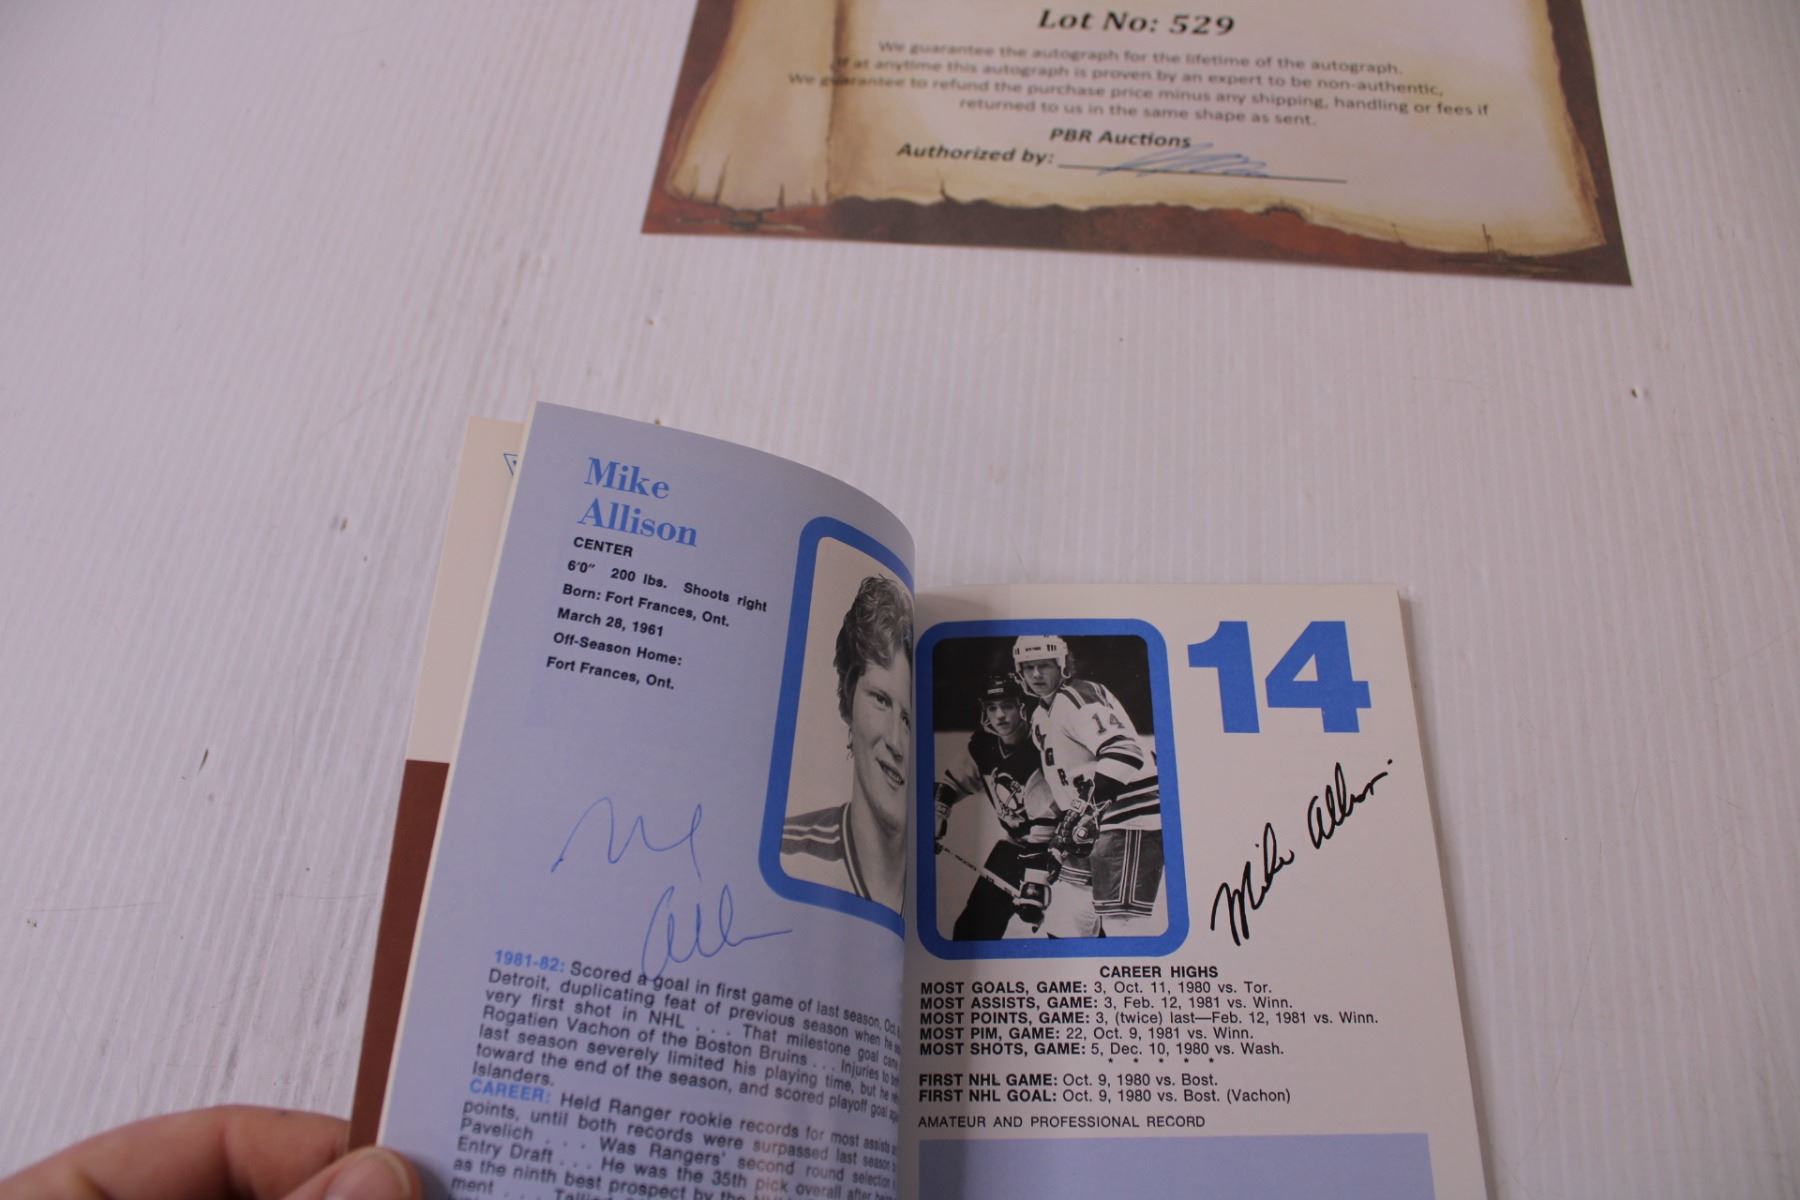 Lot No: 529
We guarantee the autograph for the lifetime of the autograph.
If at anytime this autograph is proven by an expert to be non-authentic,
We guarantee to refund the purchase price minus any shipping, handling or fees if
returned to us in the same shape as sent.
PBR Auctions
Authorized by:
Mike
Allison
CENTER
6'0" 200 lbs. Shoots right
Born: Fort Frances, Ont.
March 28, 1961
Off-Season Home:
Fort Frances, Ont.
1981-82: Scored a goal in first game of last season, Oct.
Detroit, duplicating feat of previous season when he
very first shot in NHL . . . That milestone goal came
Rogatien Vachon of the Boston Bruins . . . Injuries to
last season severely limited his playing time, but he
toward the end of the season, and scored playoff goal
Islanders.
CAREER: Held Ranger rookie records for most assists
points, until both records were surpassed last season
Pavelich . . . Was Rangers' second round selection
Entry Draft . . . He was the 35th pick overall after
as the ninth best prospect by the
ment . . .
14
14
Mike Allison
CAREER HIGHS
MOST GOALS, GAME: 3, Oct. 11, 1980 vs. Tor.
MOST ASSISTS, GAME: 3, Feb. 12, 1981 vs. Winn.
MOST POINTS, GAME: 3, (twice) last—Feb. 12, 1981 vs. Winn.
MOST PIM, GAME: 22, Oct. 9, 1981 vs. Winn.
MOST SHOTS, GAME: 5, Dec. 10, 1980 vs. Wash.
* * * * *
FIRST NHL GAME: Oct. 9, 1980 vs. Bost.
FIRST NHL GOAL: Oct. 9, 1980 vs. Bost. (Vachon)
AMATEUR AND PROFESSIONAL RECORD